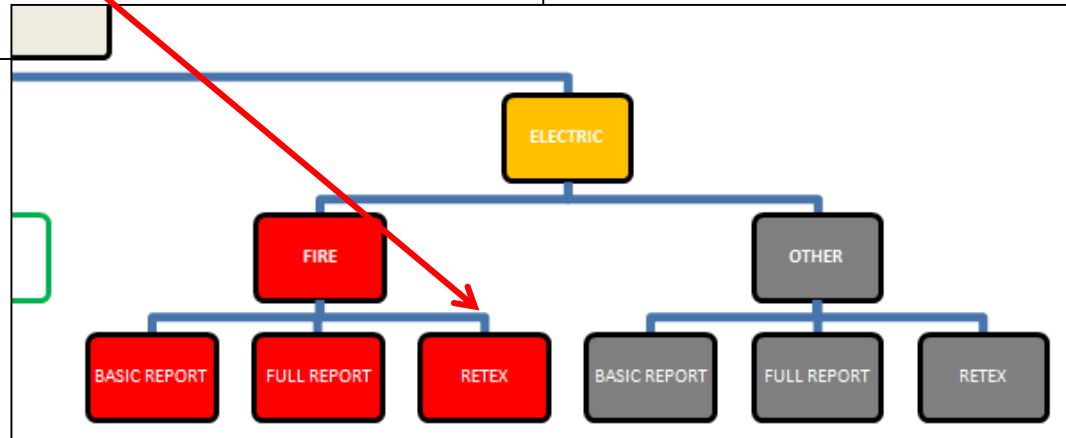 ELECTRIC
FIRE
OTHER
BASIC REPORT
FULL REPORT
RETEX
BASIC REPORT
FULL REPORT
RETEX